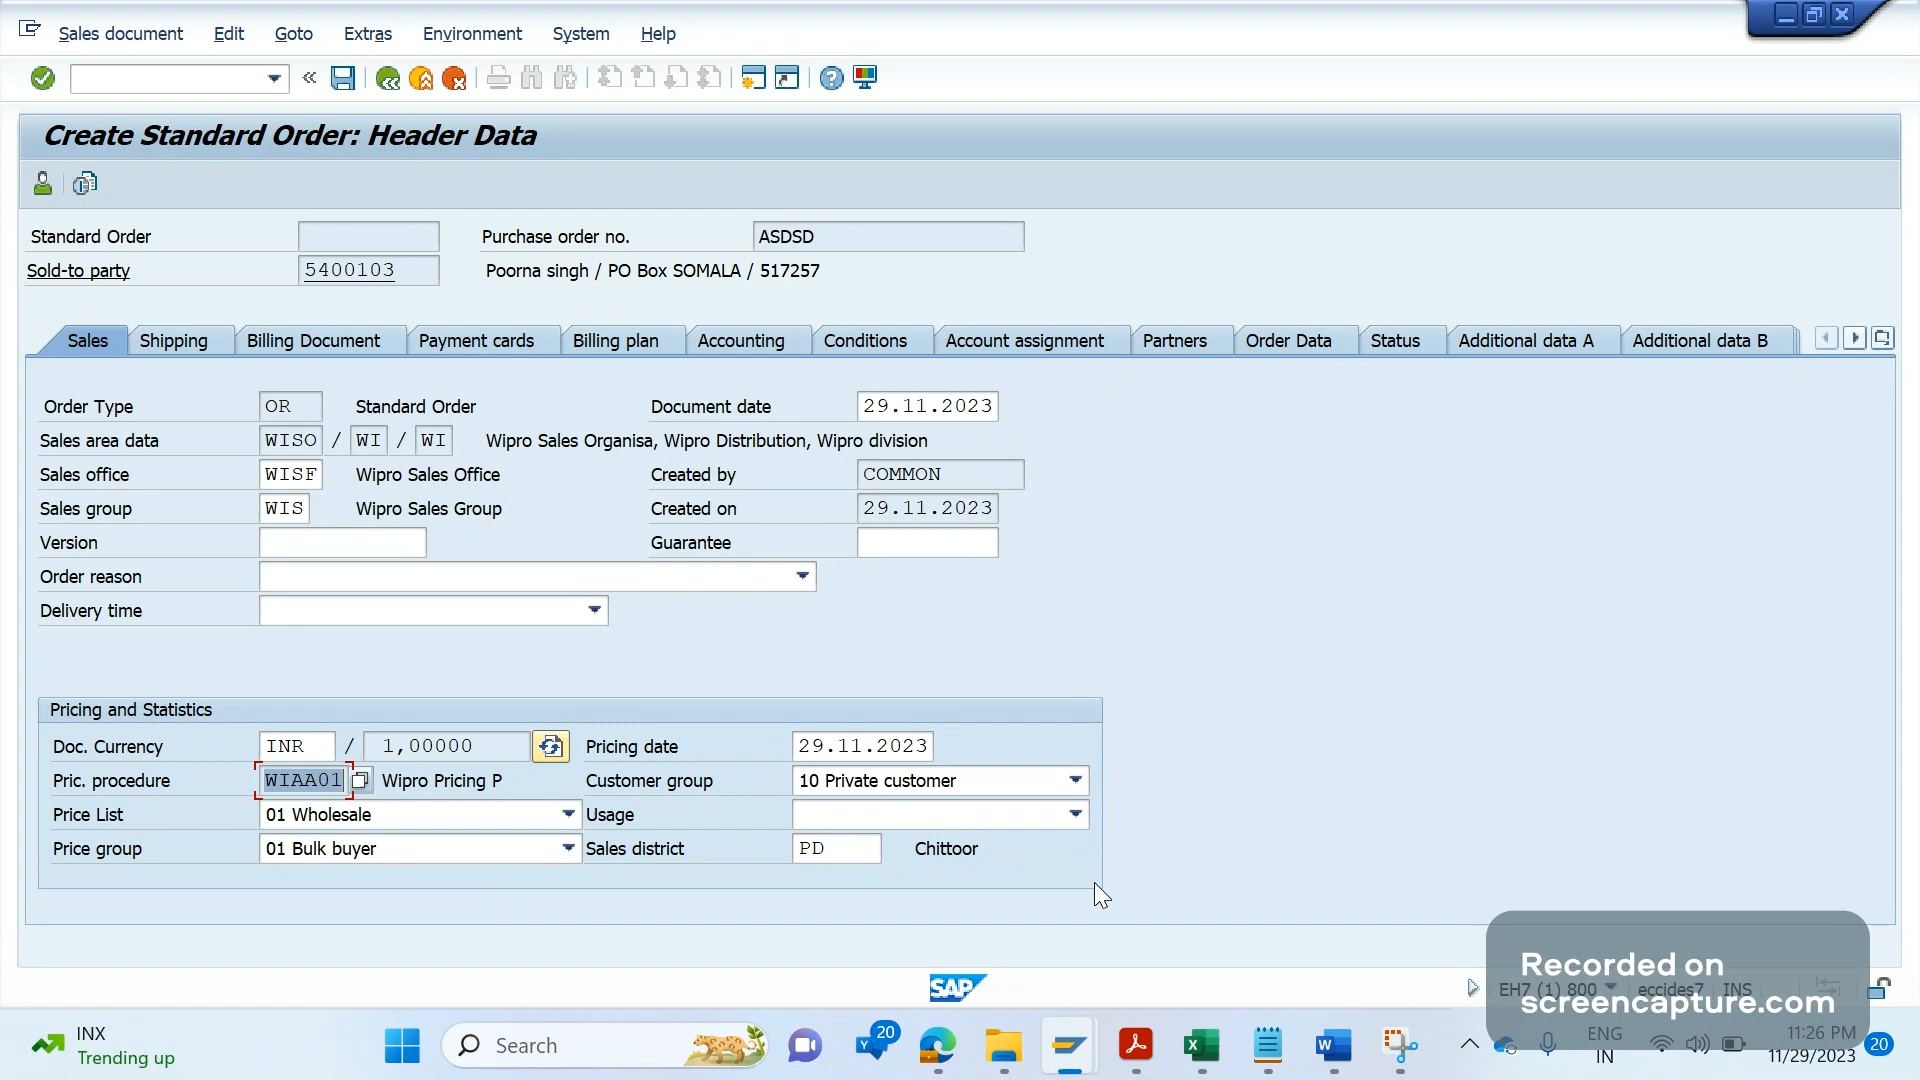 Sales document Edit Goto Extras Environment System Help
Create Standard Order: Header Data
Standard Order Purchase order no. ASDSD
Sold-to party 5400103 Poorna singh / PO Box SOMALA / 517257
Sales Shipping Billing Document Payment cards Billing plan Accounting Conditions Account assignment Partners Order Data Status Additional data A Additional data B
Order Type OR Standard Order Document date 29.11.2023
Sales area data WISO / WI / WI Wipro Sales Organisa, Wipro Distribution, Wipro division
Sales office WISF Wipro Sales Office Created by COMMON
Sales group WIS Wipro Sales Group Created on 29.11.2023
Version Guarantee
Order reason
Delivery time
Pricing and Statistics
Doc. Currency INR / 1,00000 Pricing date 29.11.2023
Pric. procedure WIAA01 Wipro Pricing P Customer group 10 Private customer
Price List 01 Wholesale Usage
Price group 01 Bulk buyer Sales district PD Chittoor
SAP
EH7 (1) 800 eccides7 INS
Recorded on
screencapture.com
INX
Trending up
Search
20
ENG
IN
11:26 PM
11/29/2023
20